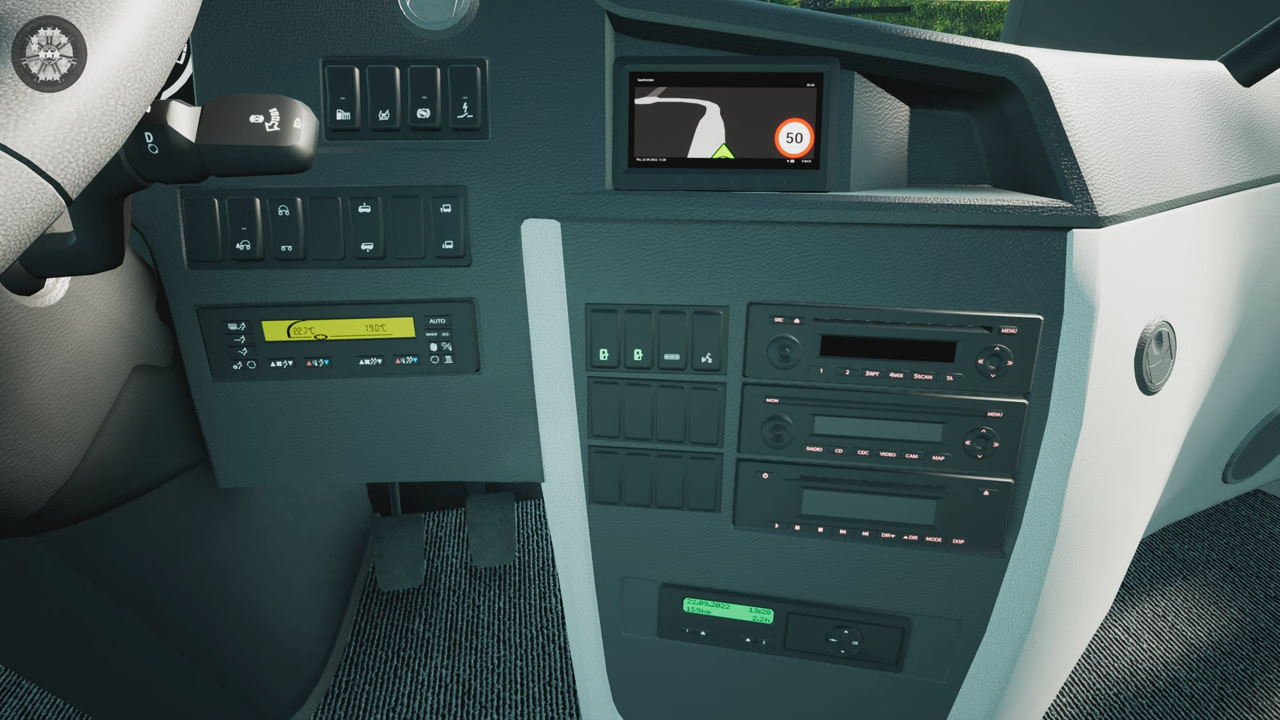 50
D
22.7°C 19.0°C
AUTO
SRC
MENU
1 2 3RPT 4MIX 5SCAN TA
MON
MENU
RADIO CD CDC VIDEO CAM MAP
DIR DIR MODE DISP
22.09.2022 13:28
159km 2.2h